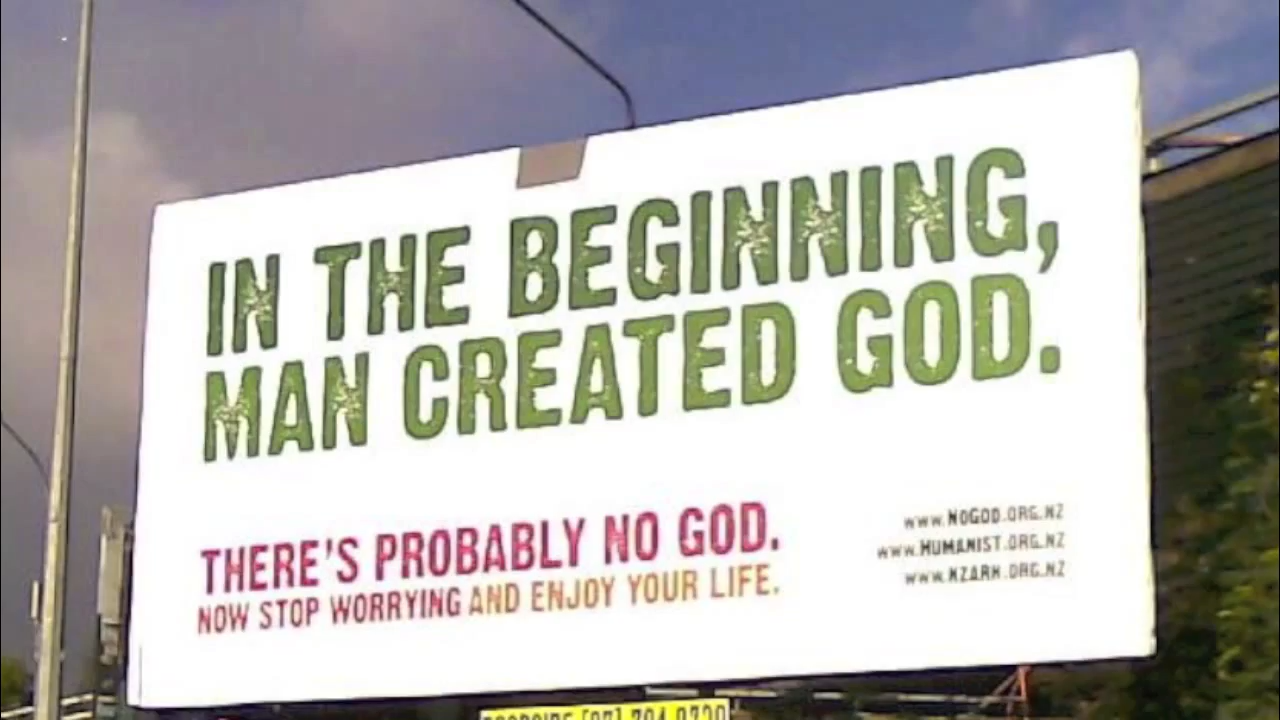 IN THE BEGINNING,
MAN CREATED GOD.
THERE'S PROBABLY NO GOD.
NOW STOP WORRYING AND ENJOY YOUR LIFE.
WWW.NOGOD.ORG.NZ
WWW.HUMANIST.ORG.NZ
WWW.NZARH.ORG.NZ